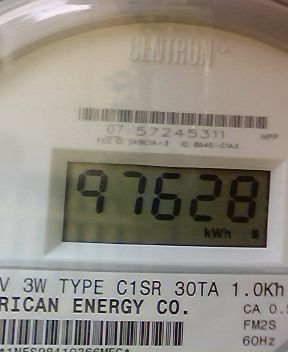 CENTRON
07 57245311 HPP
97628
kWh
V 3W TYPE C1SR 30TA 1.0Kh
RICAN ENERGY CO. CA 0.5
FM2S
60Hz